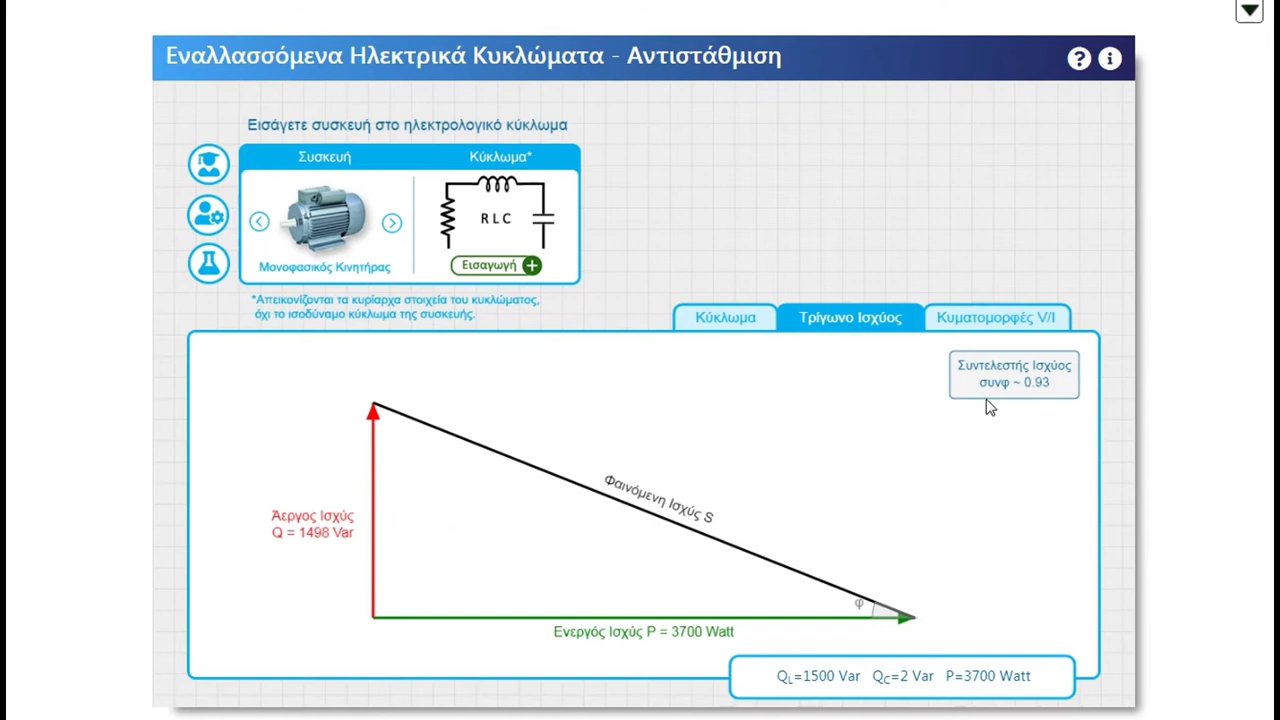 Εναλλασσόμενα Ηλεκτρικά Κυκλώματα - Αντιστάθμιση
Εισάγετε συσκευή στο ηλεκτρολογικό κύκλωμα
Συσκευή
Κύκλωμα*
R L C
Μονοφασικός Κινητήρας
Εισαγωγή
*Απεικονίζονται τα κυρίαρχα στοιχεία του κυκλώματος,
όχι το ισοδύναμο κύκλωμα της συσκευής.
Κύκλωμα
Τρίγωνο Ισχύος
Κυματομορφές V/I
Συντελεστής Ισχύος
συνφ ~ 0.93
Φαινόμενη Ισχύς S
Άεργος Ισχύς
Q = 1498 Var
φ
Ενεργός Ισχύς P = 3700 Watt
QL=1500 Var QC=2 Var P=3700 Watt